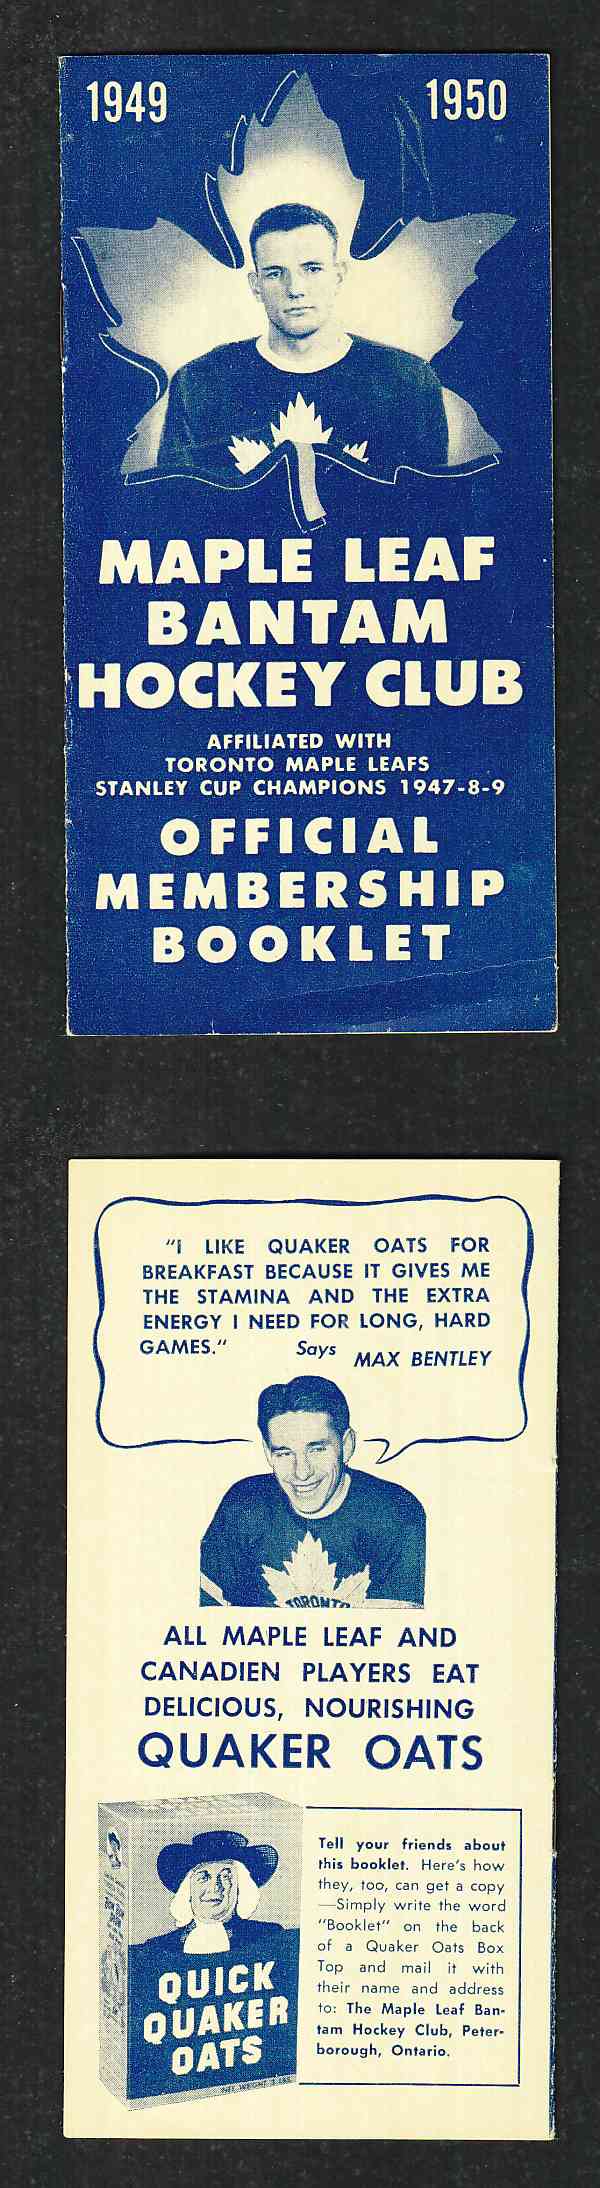 1949 1950
MAPLE LEAF
BANTAM
HOCKEY CLUB
AFFILIATED WITH
TORONTO MAPLE LEAFS
STANLEY CUP CHAMPIONS 1947-8-9
OFFICIAL
MEMBERSHIP
BOOKLET
"I LIKE QUAKER OATS FOR
BREAKFAST BECAUSE IT GIVES ME
THE STAMINA AND THE EXTRA
ENERGY I NEED FOR LONG, HARD
GAMES." Says MAX BENTLEY
TORONTO
ALL MAPLE LEAF AND
CANADIEN PLAYERS EAT
DELICIOUS, NOURISHING
QUAKER OATS
QUICK
QUAKER
OATS
NET WEIGHT
Tell your friends about
this booklet. Here's how
they, too, can get a copy
—Simply write the word
"Booklet" on the back
of a Quaker Oats Box
Top and mail it with
their name and address
to: The Maple Leaf Ban-
tam Hockey Club, Peter-
borough, Ontario.